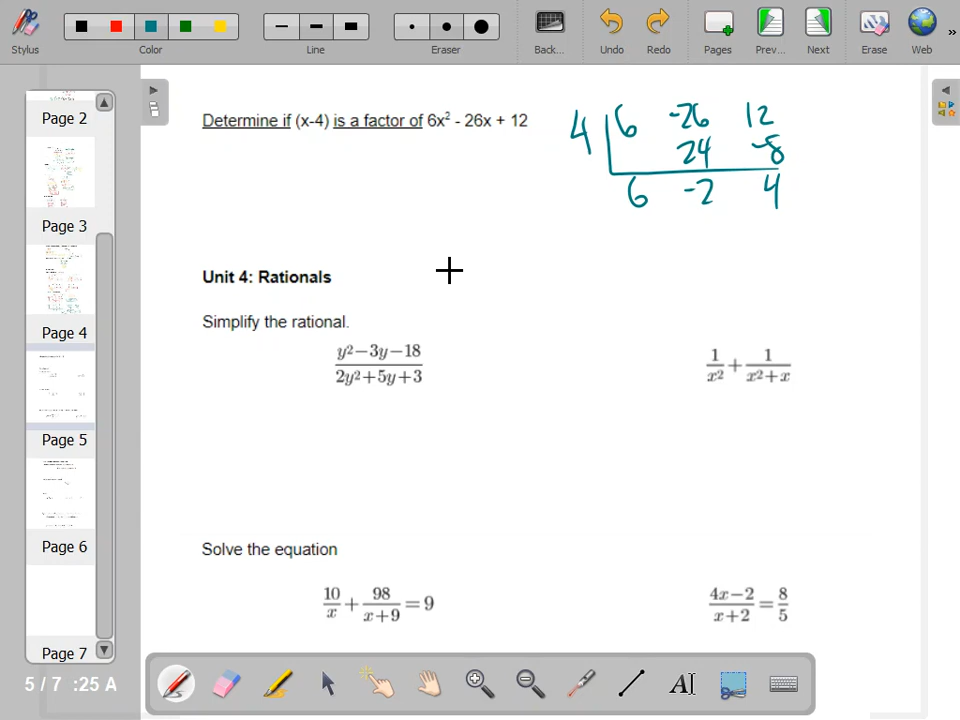 Stylus Color Line Eraser Back... Undo Redo Pages Prev... Next Erase Web »
Page 2
Page 3
Page 4
Page 5
Page 6
Page 7
5 / 7 :25 A
Determine if (x-4) is a factor of 6x² - 26x + 12
4 6 -26 12
24 -8
6 -2 4
Unit 4: Rationals
Simplify the rational.
y²−3y−18 / 2y²+5y+3
1/x² + 1/x²+x
Solve the equation
10/x + 98/x+9 = 9
4x−2/x+2 = 8/5
A